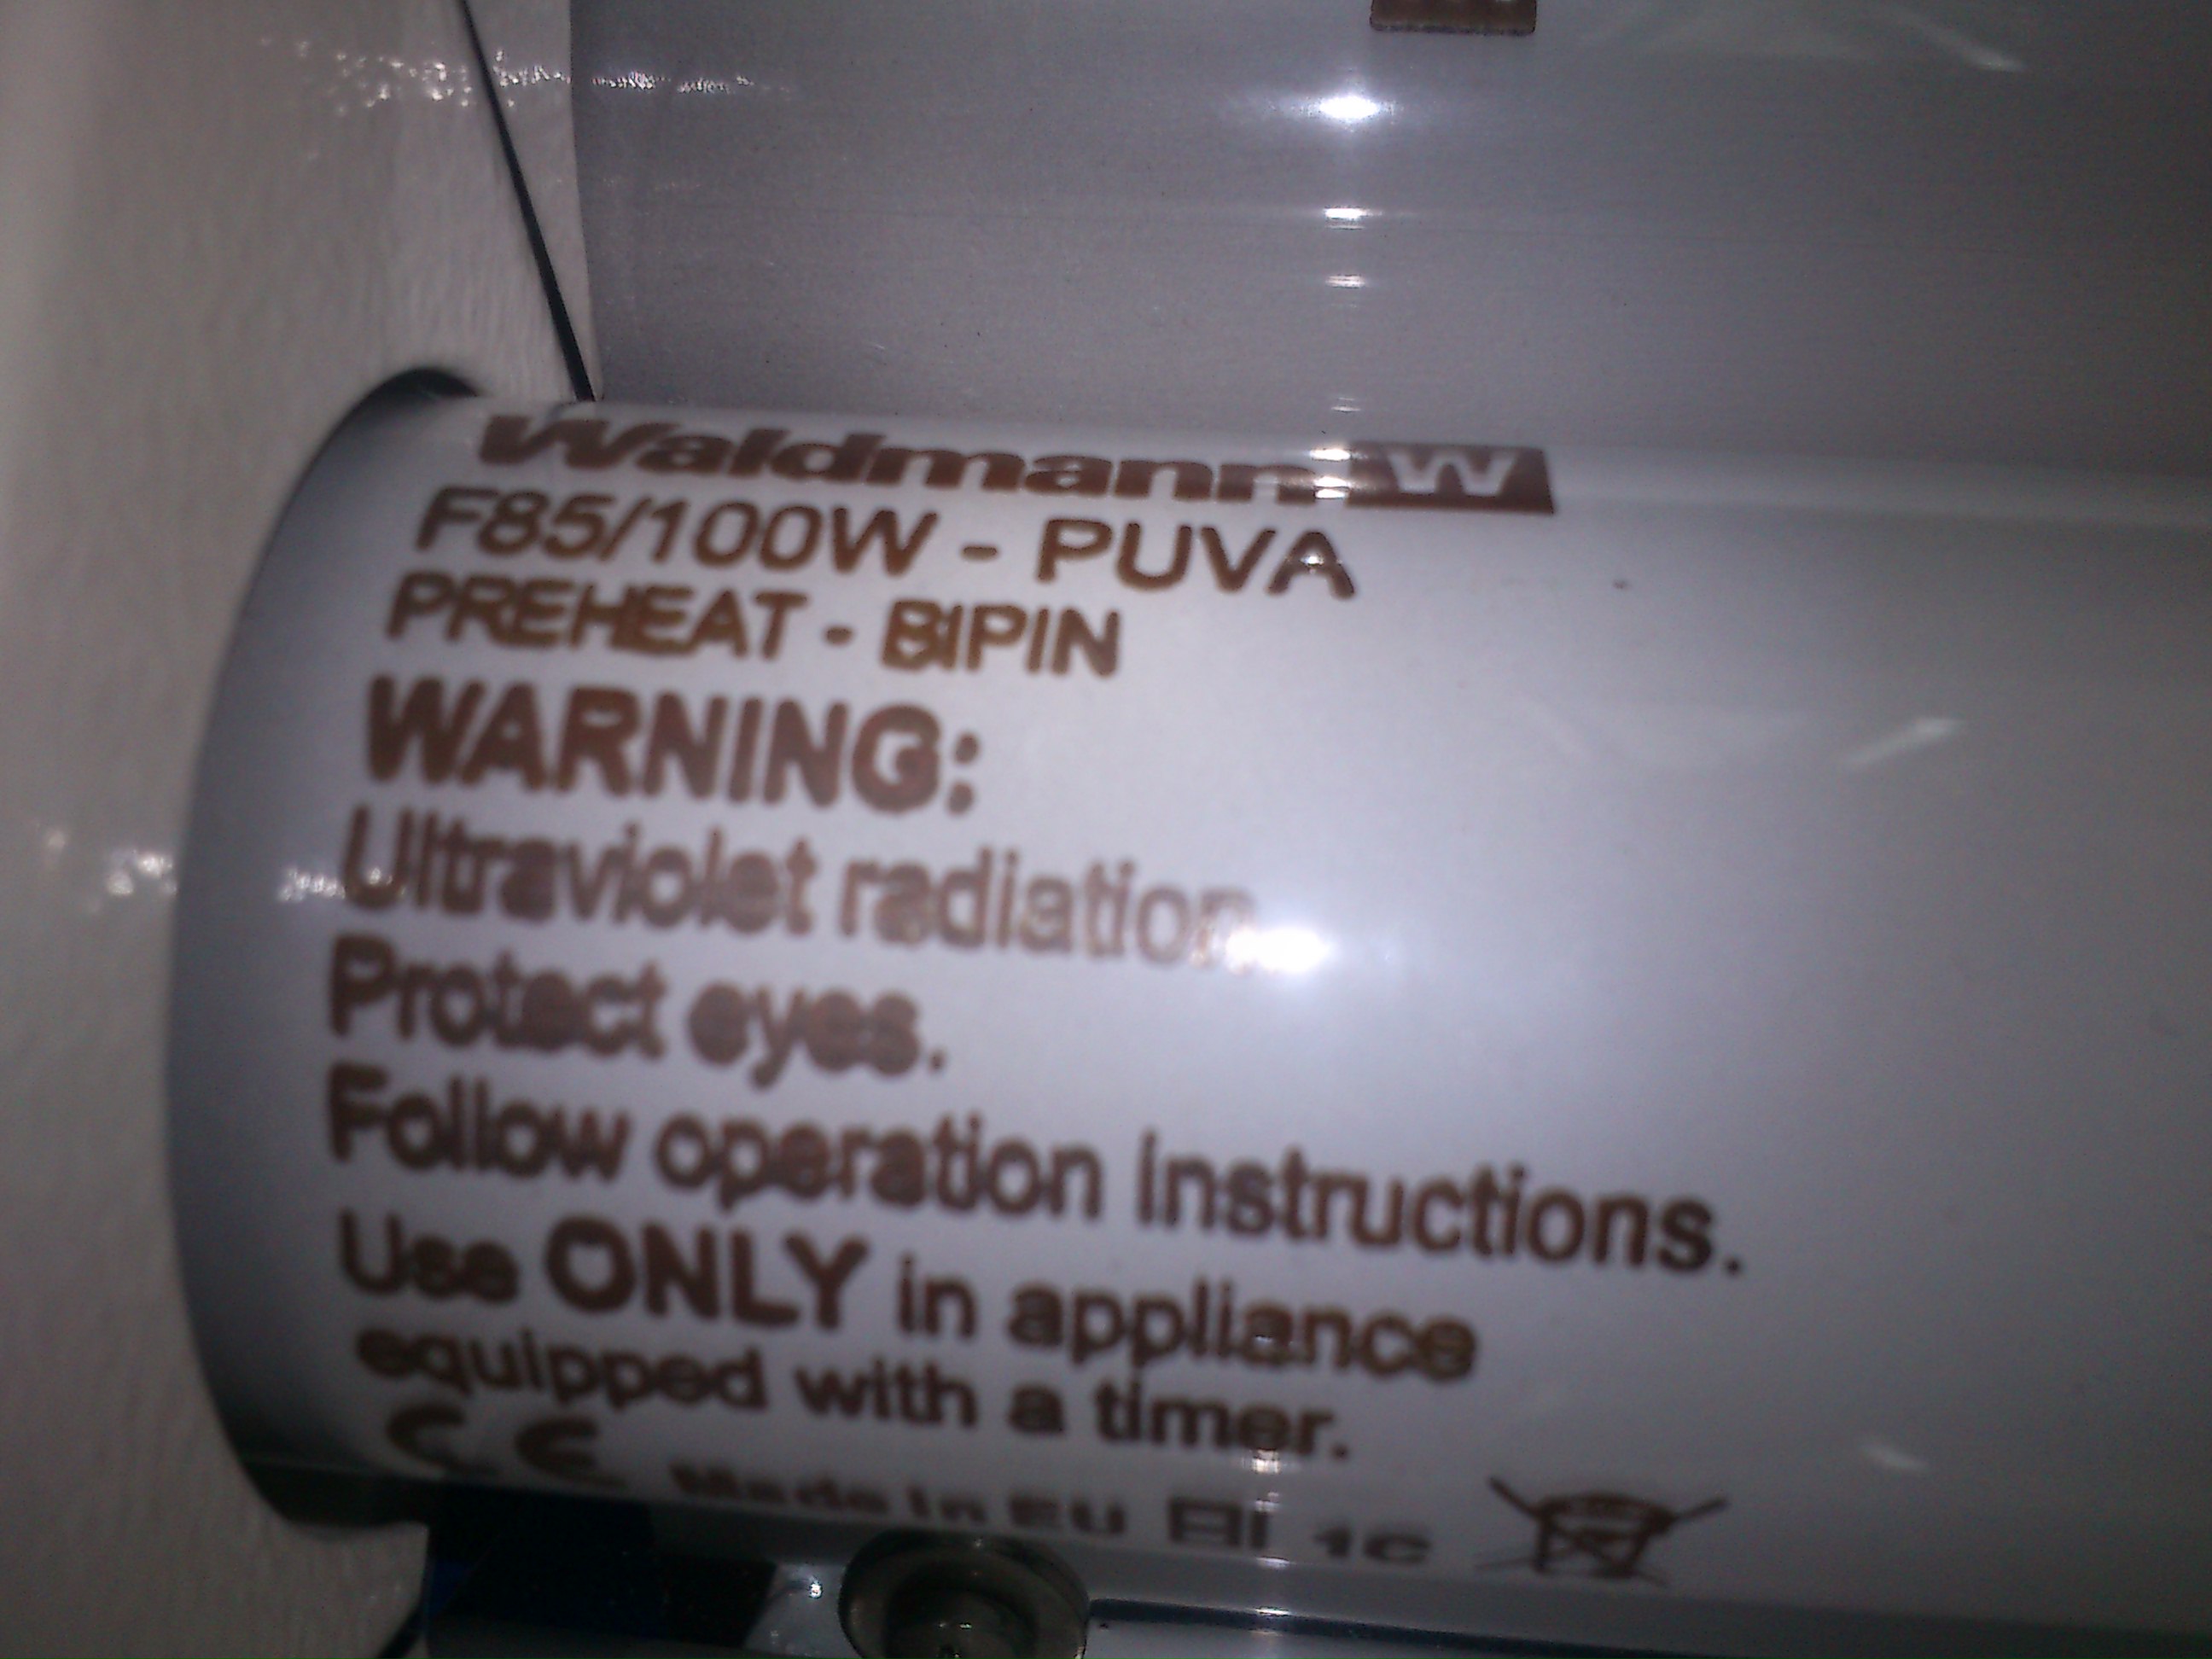 Waldmann W
F85/100W - PUVA
PREHEAT - BIPIN
WARNING:
Ultraviolet radiation.
Protect eyes.
Follow operation instructions.
Use ONLY in appliance
equipped with a timer.
CE Made in EU 1C